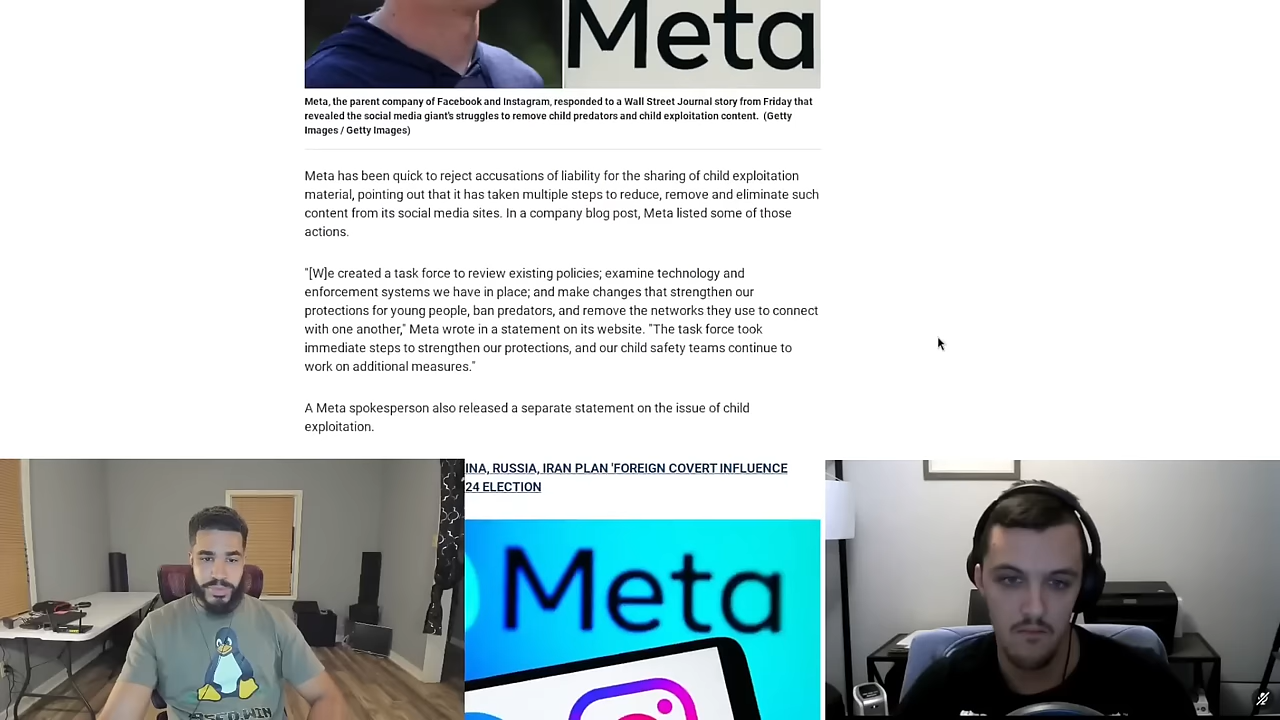 Meta
Meta, the parent company of Facebook and Instagram, responded to a Wall Street Journal story from Friday that
revealed the social media giant's struggles to remove child predators and child exploitation content. (Getty
Images / Getty Images)
Meta has been quick to reject accusations of liability for the sharing of child exploitation
material, pointing out that it has taken multiple steps to reduce, remove and eliminate such
content from its social media sites. In a company blog post, Meta listed some of those
actions.
"[W]e created a task force to review existing policies; examine technology and
enforcement systems we have in place; and make changes that strengthen our
protections for young people, ban predators, and remove the networks they use to connect
with one another," Meta wrote in a statement on its website. "The task force took
immediate steps to strengthen our protections, and our child safety teams continue to
work on additional measures."
A Meta spokesperson also released a separate statement on the issue of child
exploitation.
INA, RUSSIA, IRAN PLAN 'FOREIGN COVERT INFLUENCE
24 ELECTION
Meta